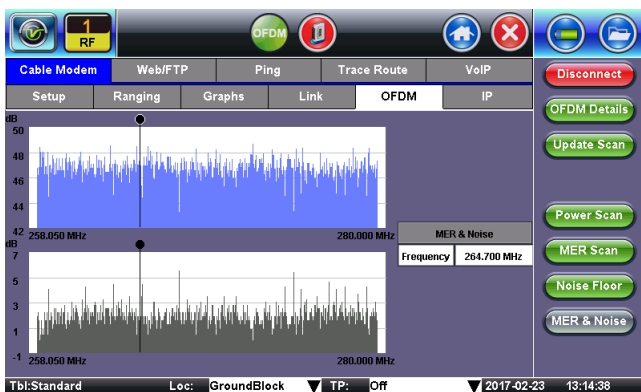 1
RF
OFDM
Cable Modem Web/FTP Ping Trace Route VoIP
Setup Ranging Graphs Link OFDM IP
Disconnect
OFDM Details
Update Scan
Power Scan
MER Scan
Noise Floor
MER & Noise
dB
50
48
46
44
42
258.050 MHz 280.000 MHz
MER & Noise
Frequency 264.700 MHz
dB
7
5
3
1
-1
258.050 MHz 280.000 MHz
Tbl:Standard Loc: GroundBlock TP: Off 2017-02-23 13:14:38